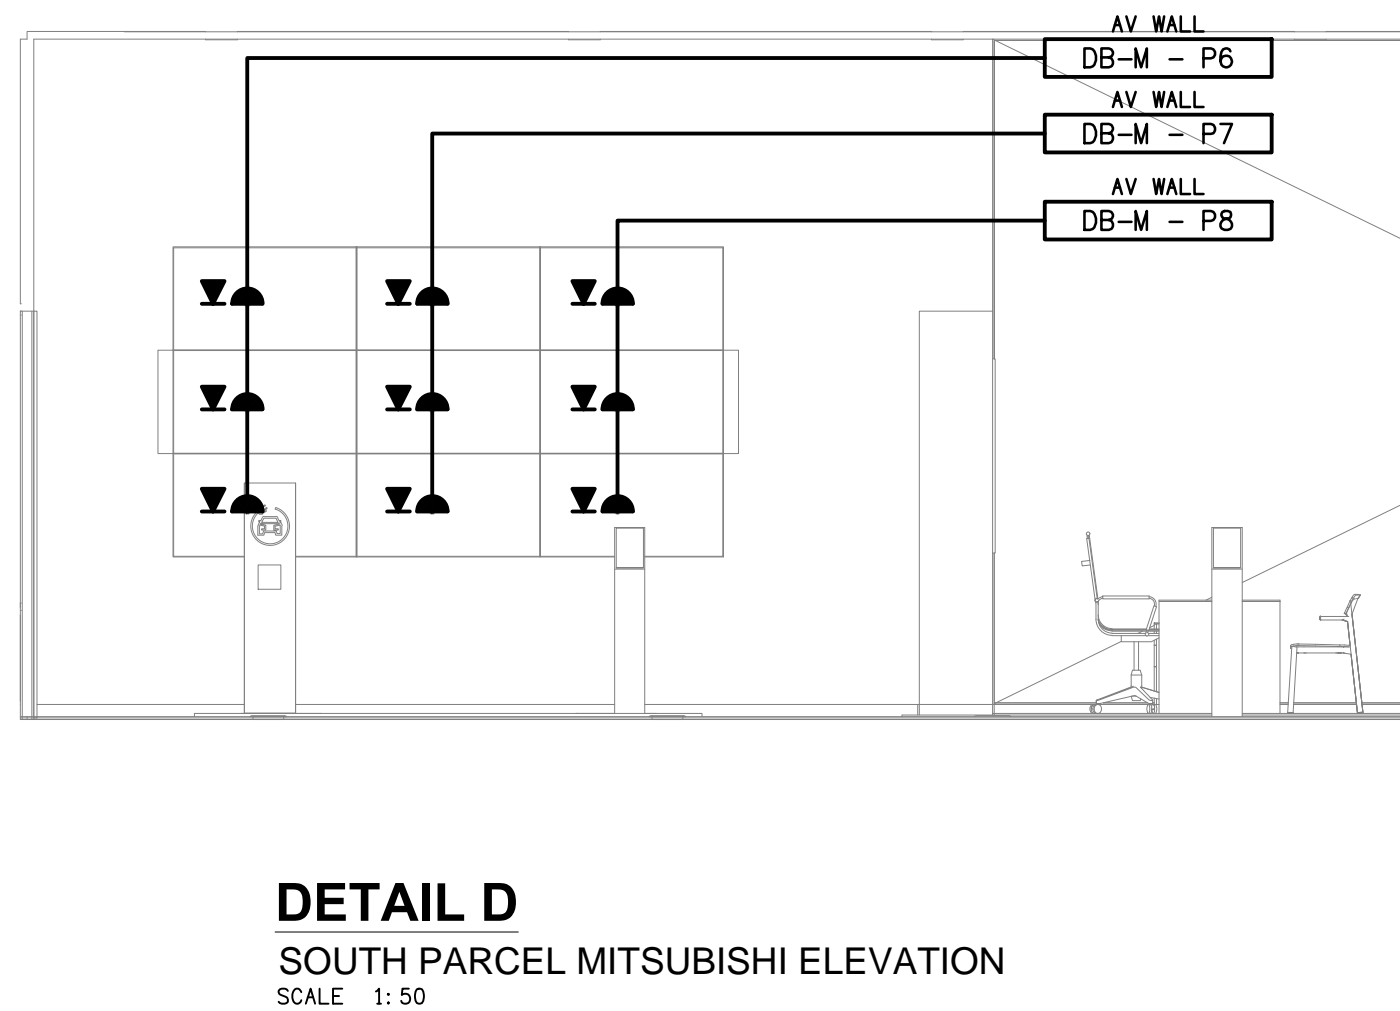 AV WALL
DB-M - P6
AV WALL
DB-M - P7
AV WALL
DB-M - P8
DETAIL D
SOUTH PARCEL MITSUBISHI ELEVATION
SCALE 1:50